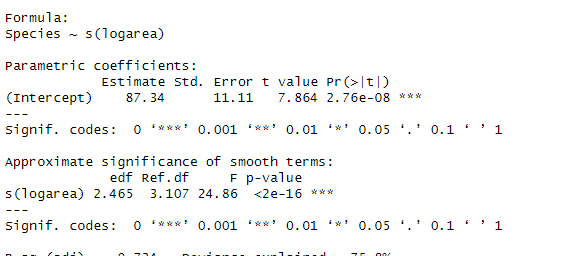 Formula:
Species ~ s(logarea)
Parametric coefficients:
Estimate Std. Error t value Pr(>|t|)
(Intercept) 87.34 11.11 7.864 2.76e-08 ***
---
Signif. codes: 0 ‘***’ 0.001 ‘**’ 0.01 ‘*’ 0.05 ‘.’ 0.1 ‘ ’ 1
Approximate significance of smooth terms:
edf Ref.df F p-value
s(logarea) 2.465 3.107 24.86 <2e-16 ***
---
Signif. codes: 0 ‘***’ 0.001 ‘**’ 0.01 ‘*’ 0.05 ‘.’ 0.1 ‘ ’ 1